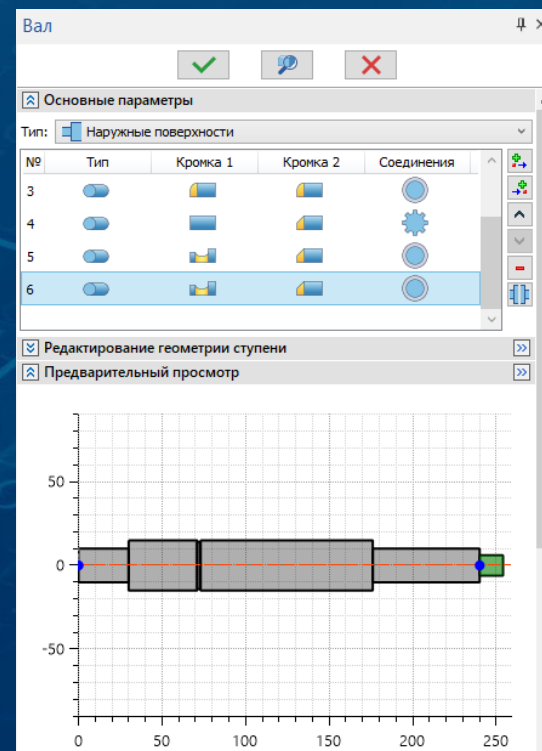 Вал
Основные параметры
Тип: Наружные поверхности
№ Тип Кромка 1 Кромка 2 Соединения
3
4
5
6
Редактирование геометрии ступени
Предварительный просмотр
50
0
-50
0 50 100 150 200 250